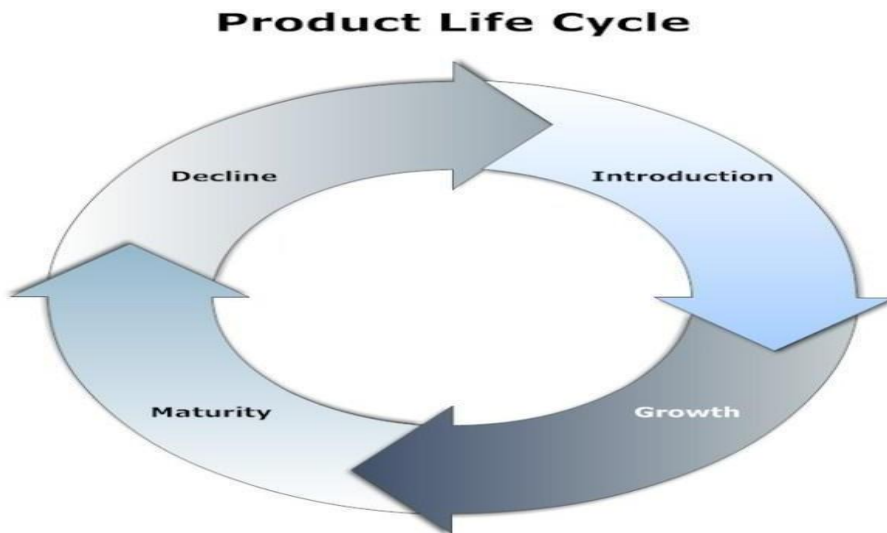 Product Life Cycle
Decline
Introduction
Maturity
Growth